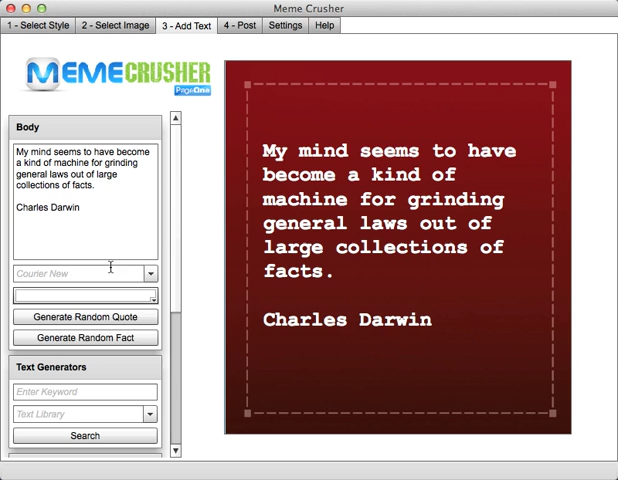 Meme Crusher
1 - Select Style
2 - Select Image
3 - Add Text
4 - Post
Settings
Help
MEMECRUSHER
PageOne
Body
My mind seems to have become
a kind of machine for grinding
general laws out of large
collections of facts.
Charles Darwin
Courier New
Generate Random Quote
Generate Random Fact
Text Generators
Enter Keyword
Text Library
Search
My mind seems to have
become a kind of
machine for grinding
general laws out of
large collections of
facts.
Charles Darwin